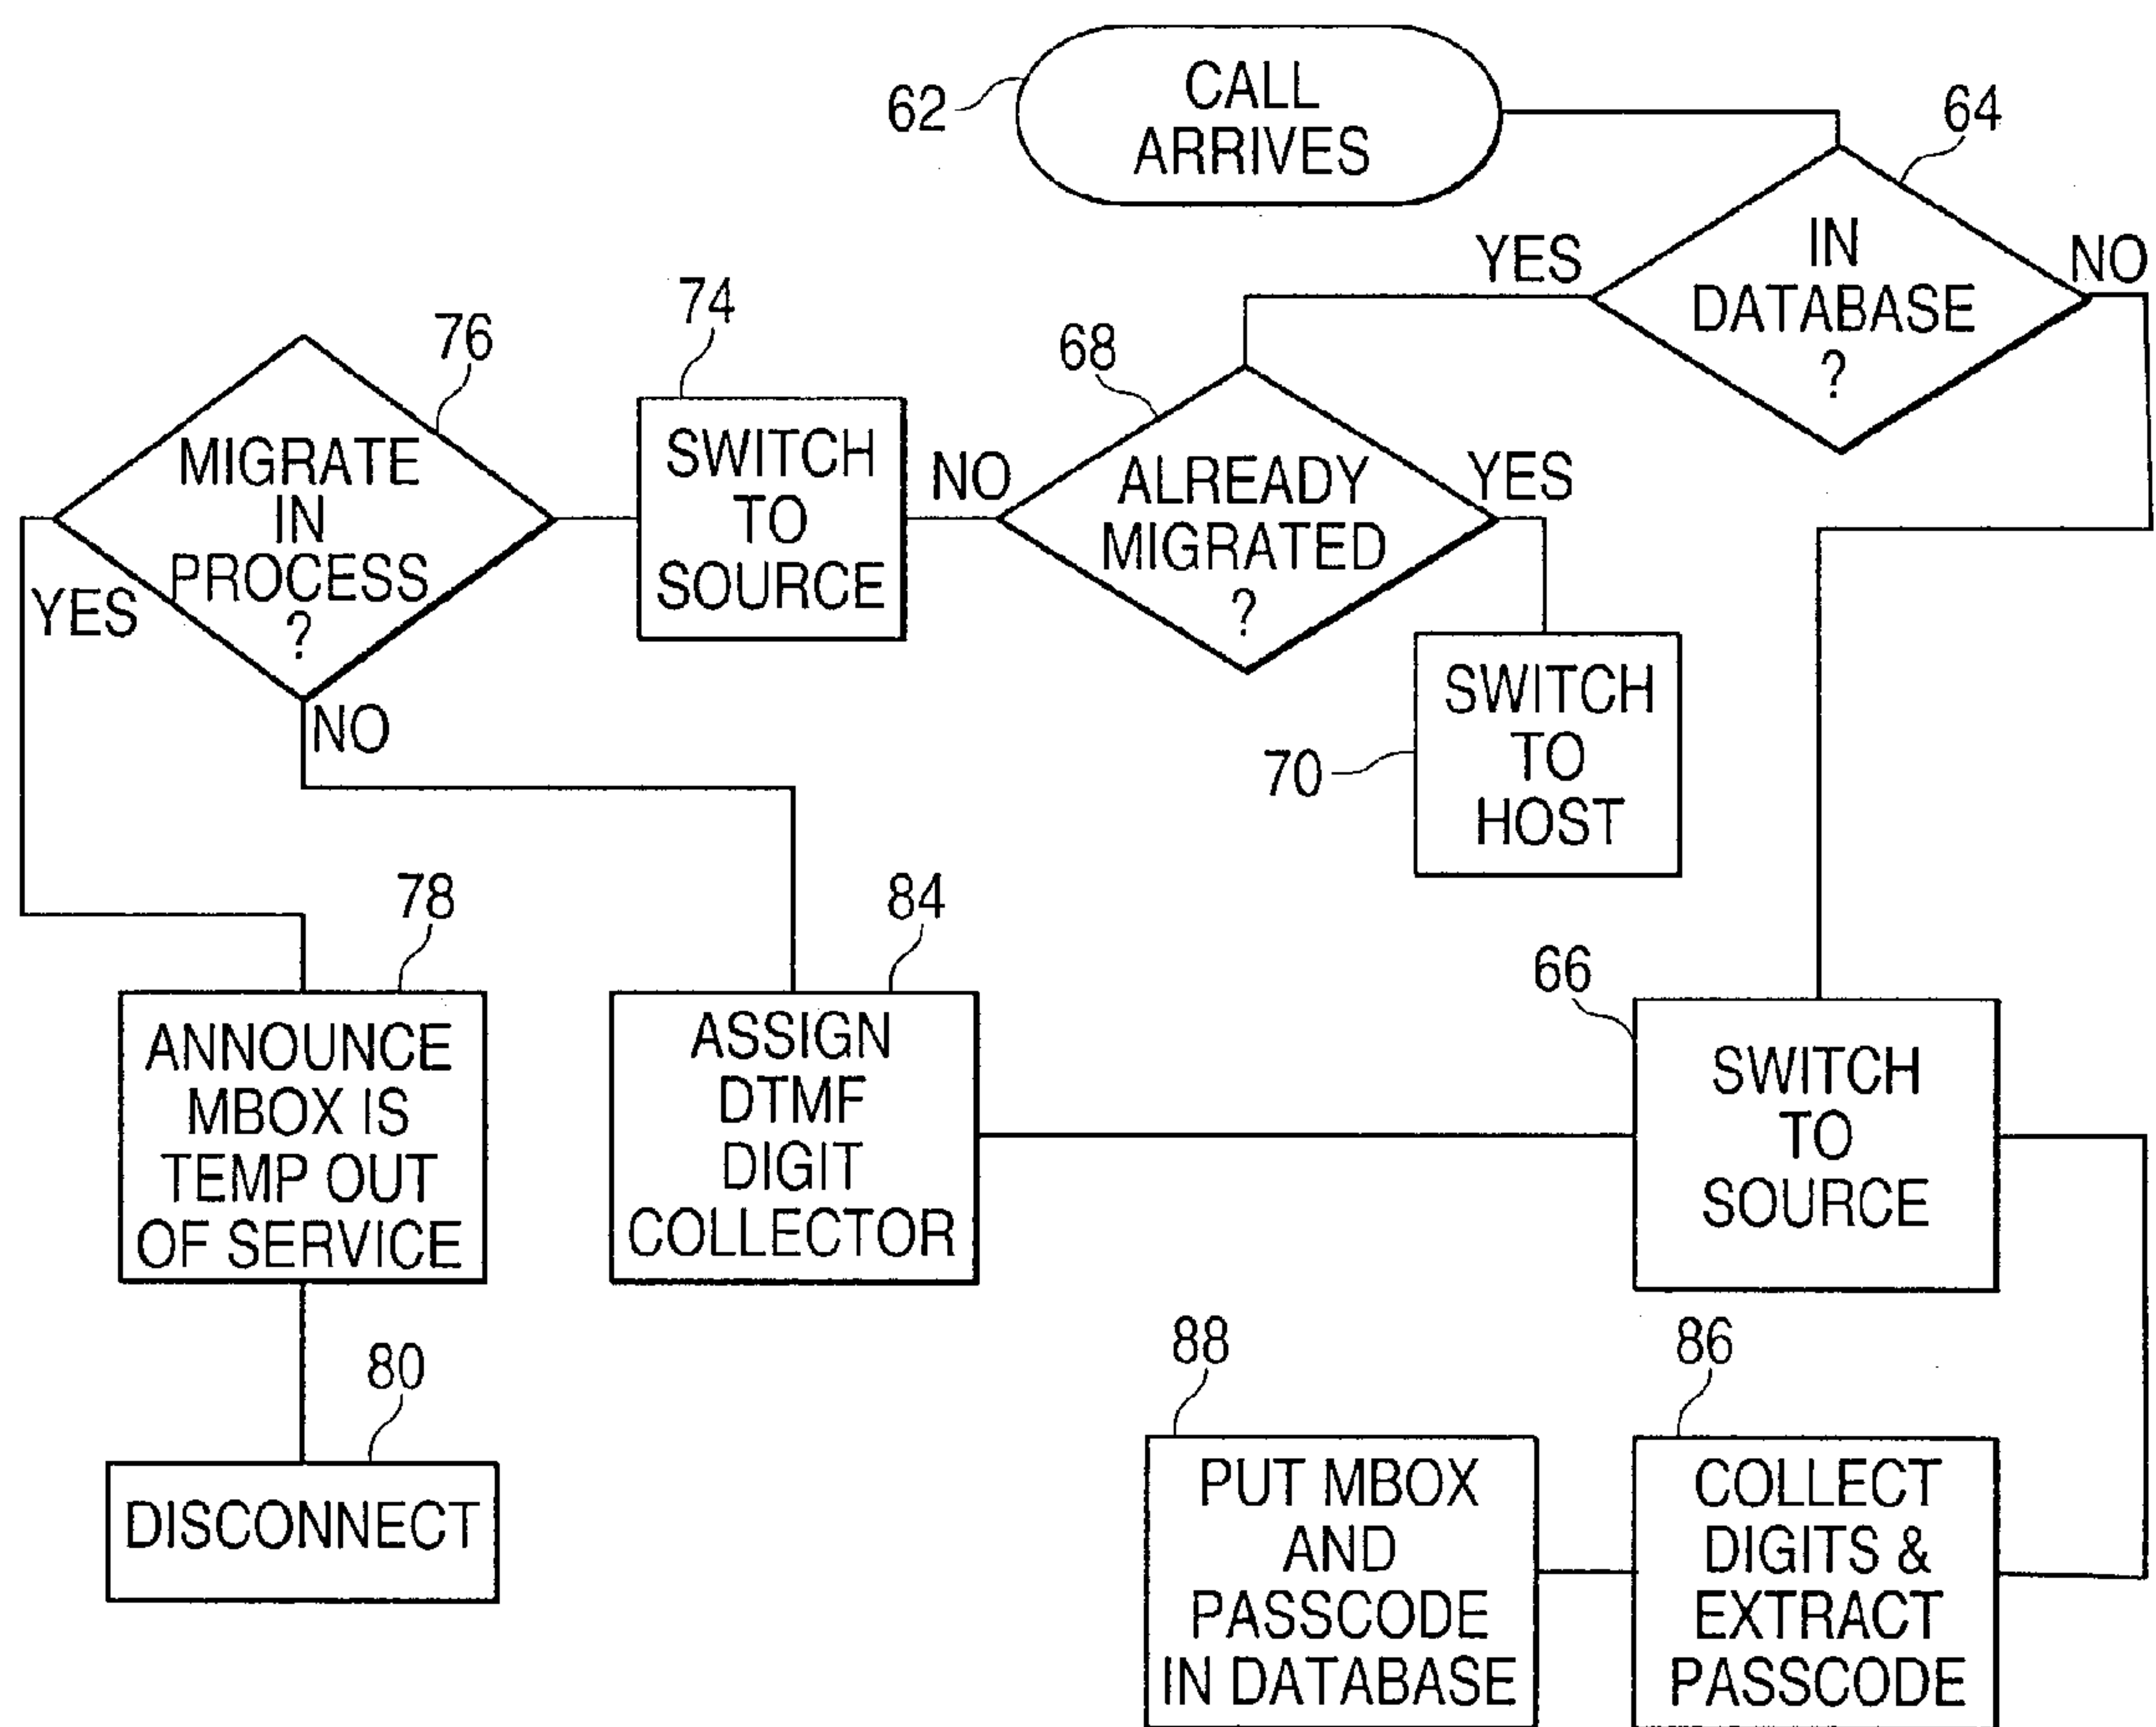 62
CALL
ARRIVES
64
IN
DATABASE
?
YES
NO
68
ALREADY
MIGRATED
?
NO
YES
70
SWITCH
TO
HOST
74
SWITCH
TO
SOURCE
76
MIGRATE
IN
PROCESS
?
YES
NO
78
ANNOUNCE
MBOX IS
TEMP OUT
OF SERVICE
80
DISCONNECT
84
ASSIGN
DTMF
DIGIT
COLLECTOR
66
SWITCH
TO
SOURCE
86
COLLECT
DIGITS &
EXTRACT
PASSCODE
88
PUT MBOX
AND
PASSCODE
IN DATABASE